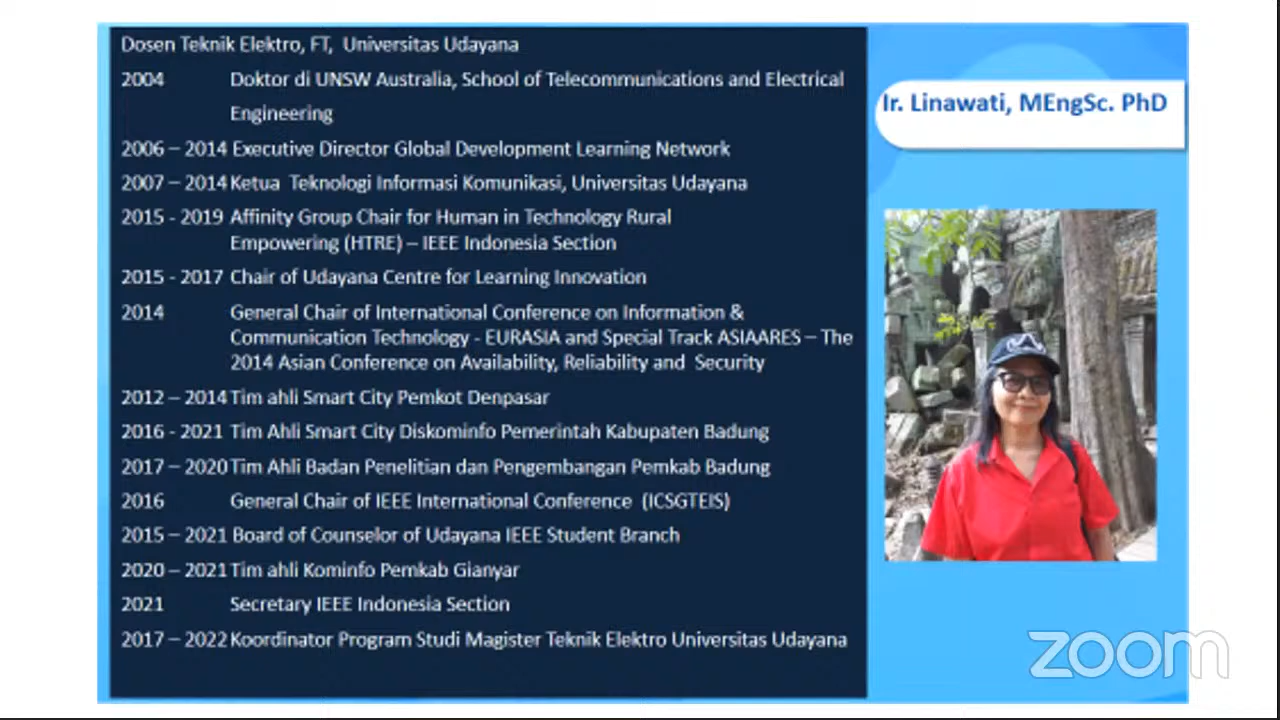 Dosen Teknik Elektro, FT, Universitas Udayana
2004 Doktor di UNSW Australia, School of Telecommunications and Electrical
Engineering
2006 – 2014 Executive Director Global Development Learning Network
2007 – 2014 Ketua Teknologi Informasi Komunikasi, Universitas Udayana
2015 - 2019 Affinity Group Chair for Human in Technology Rural
Empowering (HTRE) – IEEE Indonesia Section
2015 - 2017 Chair of Udayana Centre for Learning Innovation
2014 General Chair of International Conference on Information &
Communication Technology - EURASIA and Special Track ASIAARES – The
2014 Asian Conference on Availability, Reliability and Security
2012 – 2014 Tim ahli Smart City Pemkot Denpasar
2016 - 2021 Tim Ahli Smart City Diskominfo Pemerintah Kabupaten Badung
2017 – 2020 Tim Ahli Badan Penelitian dan Pengembangan Pemkab Badung
2016 General Chair of IEEE International Conference (ICSGTEIS)
2015 – 2021 Board of Counselor of Udayana IEEE Student Branch
2020 – 2021 Tim ahli Kominfo Pemkab Gianyar
2021 Secretary IEEE Indonesia Section
2017 – 2022 Koordinator Program Studi Magister Teknik Elektro Universitas Udayana
Ir. Linawati, MEngSc. PhD
zoom